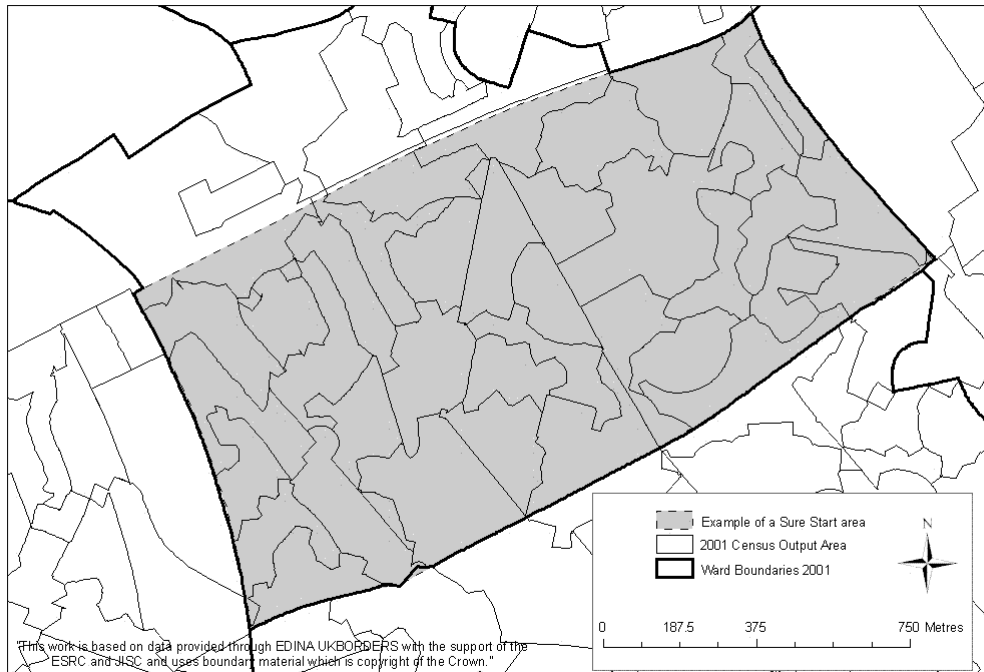 Example of a Sure Start area
2001 Census Output Area
Ward Boundaries 2001
N
0 187.5 375 750 Metres
"This work is based on data provided through EDINA UKBORDERS with the support of the
ESRC and JISC and uses boundary material which is copyright of the Crown."